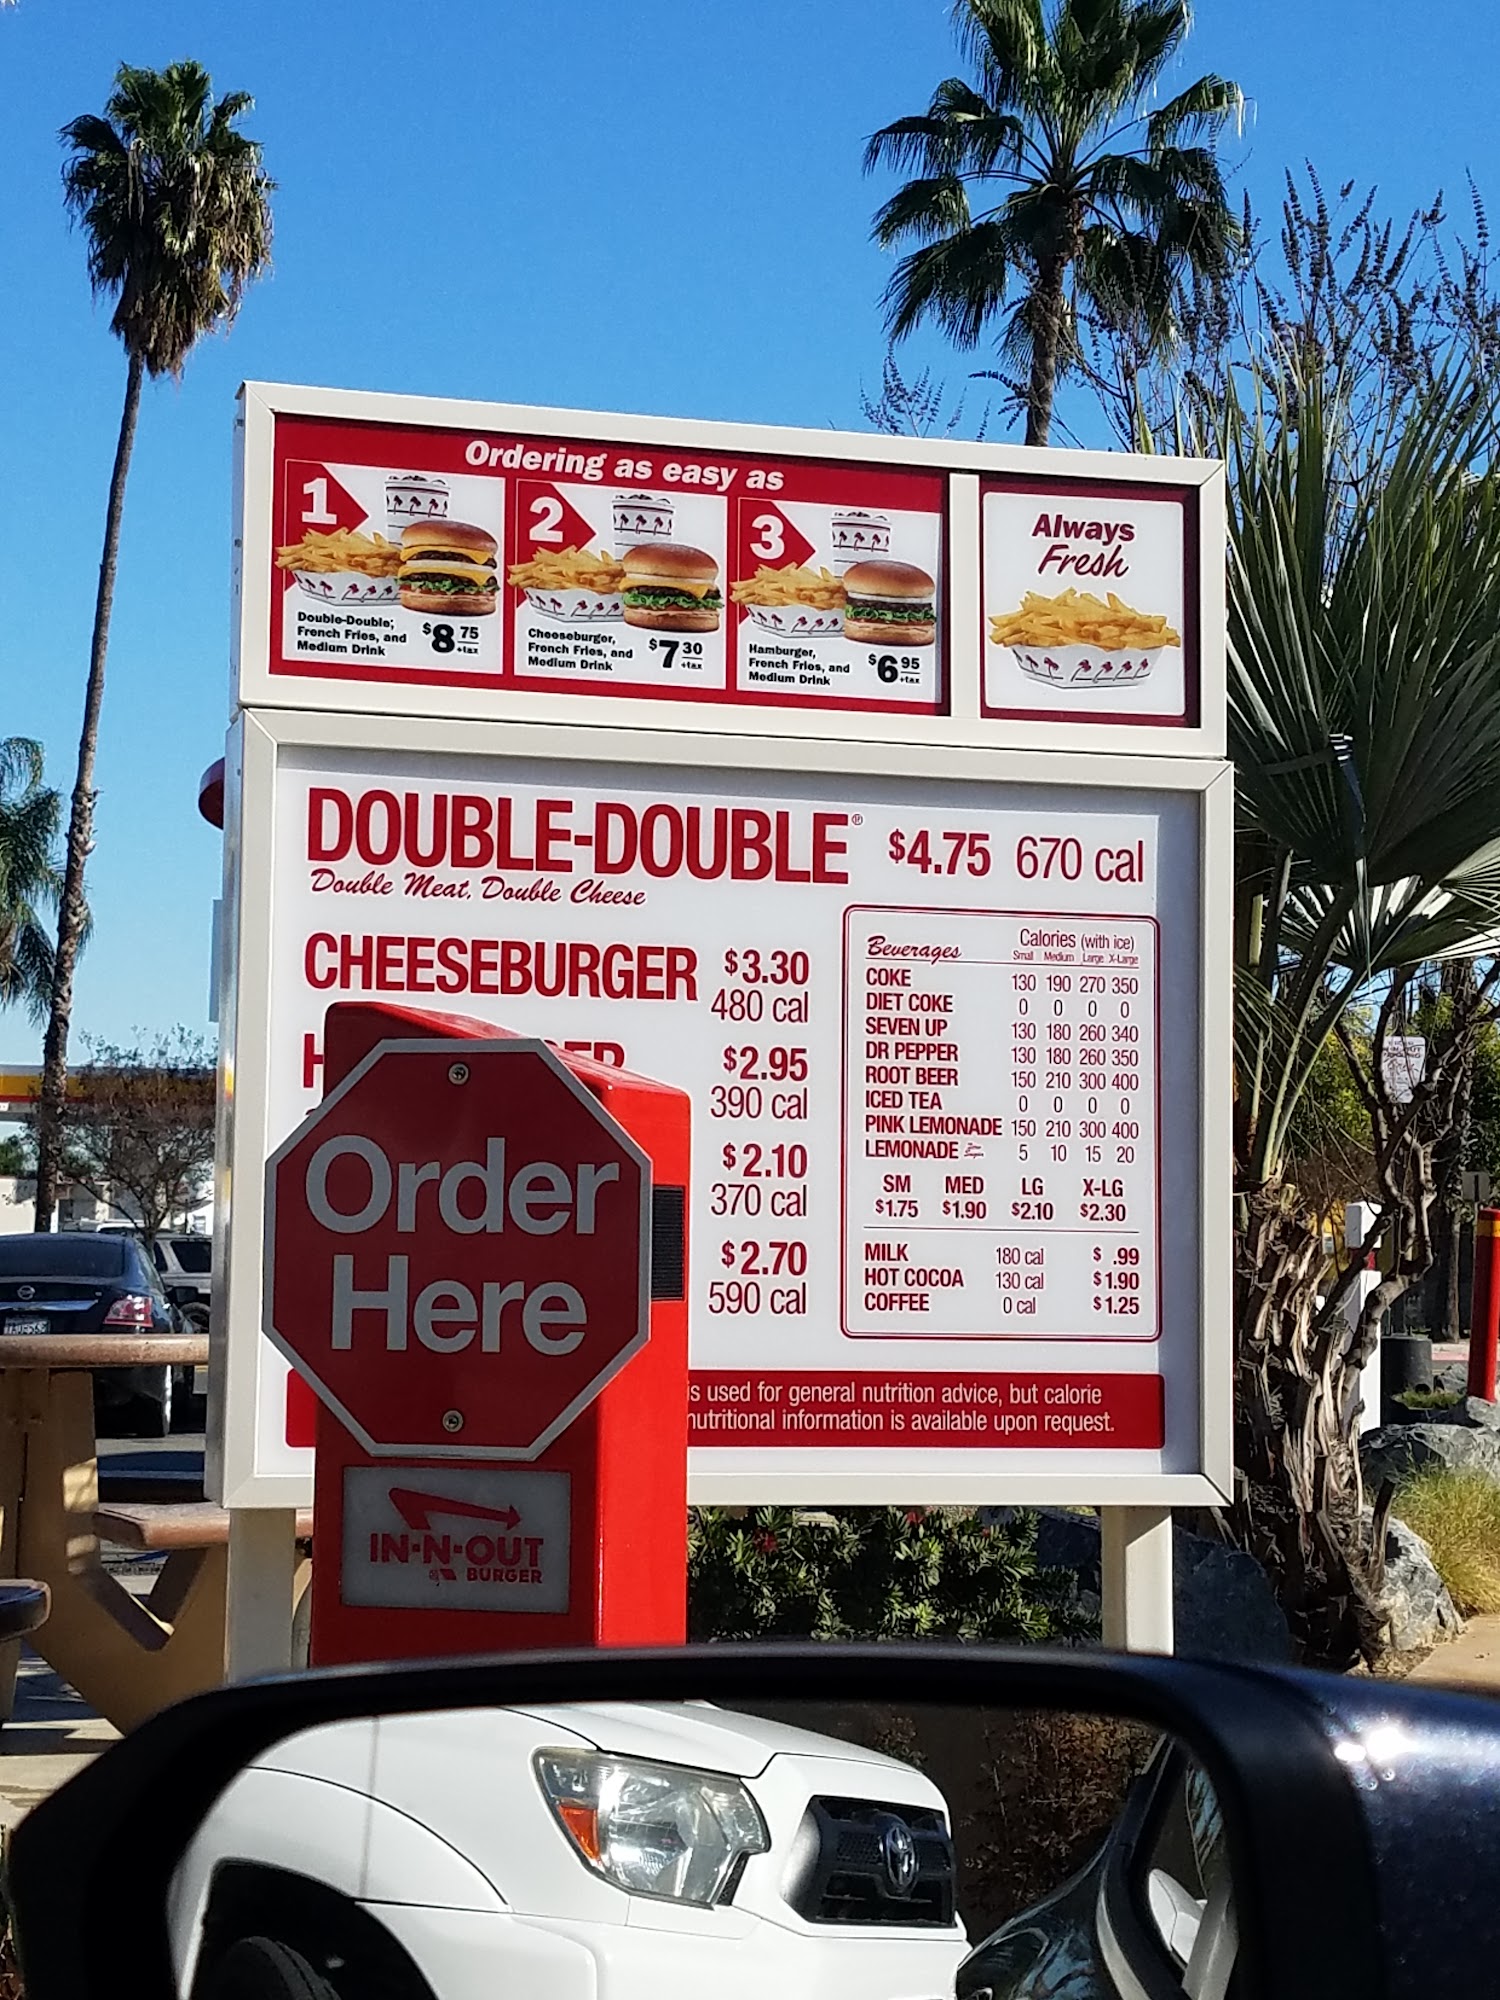 Ordering as easy as
1
Double-Double,
French Fries, and
Medium Drink
$8 75
+tax
2
Cheeseburger,
French Fries, and
Medium Drink
$7 30
+tax
3
Hamburger,
French Fries, and
Medium Drink
$6 95
+tax
Always
Fresh
DOUBLE-DOUBLE® $4.75 670 cal
Double Meat, Double Cheese
CHEESEBURGER $3.30
480 cal
H ER $2.95
390 cal
$2.10
370 cal
$2.70
590 cal
Beverages Calories (with ice)
Small Medium Large X-Large
COKE 130 190 270 350
DIET COKE 0 0 0 0
SEVEN UP 130 180 260 340
DR PEPPER 130 180 260 350
ROOT BEER 150 210 300 400
ICED TEA 0 0 0 0
PINK LEMONADE 150 210 300 400
LEMONADE 5 10 15 20
SM MED LG X-LG
$1.75 $1.90 $2.10 $2.30
MILK 180 cal $ .99
HOT COCOA 130 cal $1.90
COFFEE 0 cal $1.25
is used for general nutrition advice, but calorie
nutritional information is available upon request.
Order
Here
IN-N-OUT
BURGER